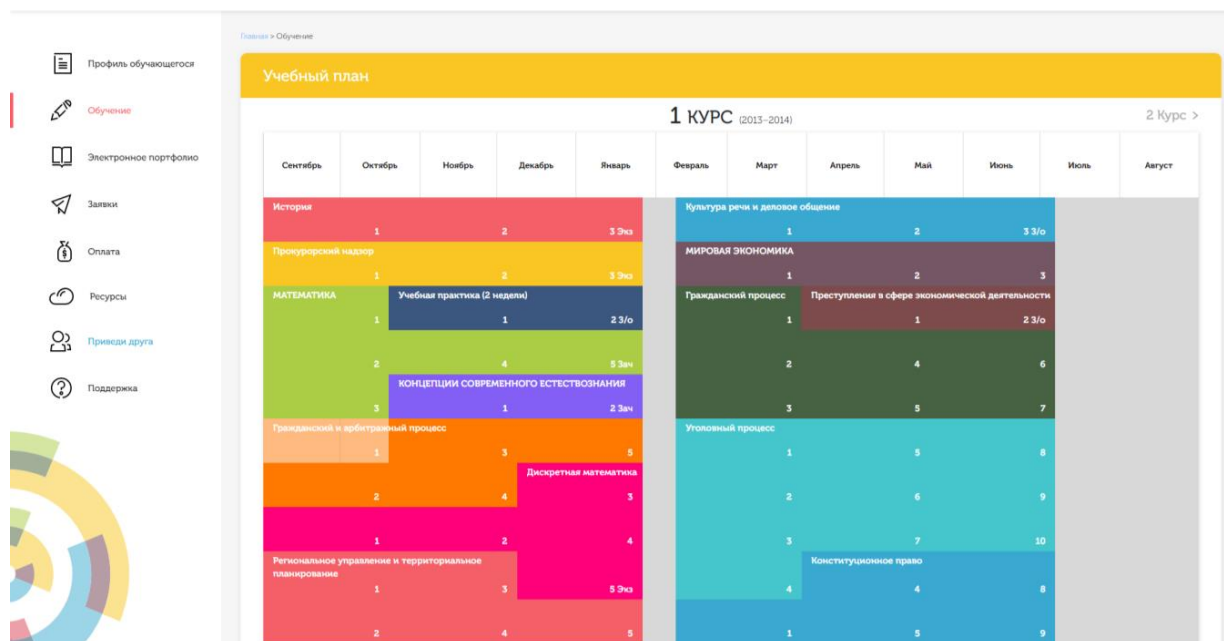 Главная > Обучение
Профиль обучающегося
Обучение
Электронное портфолио
Заявки
Оплата
Ресурсы
Приведи друга
Поддержка
Учебный план
1 КУРС (2013-2014)
2 Курс >
Сентябрь Октябрь Ноябрь Декабрь Январь Февраль Март Апрель Май Июнь Июль Август
История Культура речи и деловое общение
1 2 3 Экз 1 2 3 З/о
Прокурорский надзор МИРОВАЯ ЭКОНОМИКА
1 2 3 Экз 1 2 3
МАТЕМАТИКА Учебная практика (2 недели) Гражданский процесс Преступления в сфере экономической деятельности
1 1 2 З/о 1 1 2 З/о
2 4 5 Зач 2 4 6
КОНЦЕПЦИИ СОВРЕМЕННОГО ЕСТЕСТВОЗНАНИЯ
3 1 2 Зач 3 5 7
Гражданский и арбитражный процесс Уголовный процесс
1 3 5 1 5 8
Дискретная математика
2 4 3 2 6 9
1 2 4 3 7 10
Региональное управление и территориальное Конституционное право
планирование
1 3 5 Экз 4 4 8
2 4 5 1 5 9